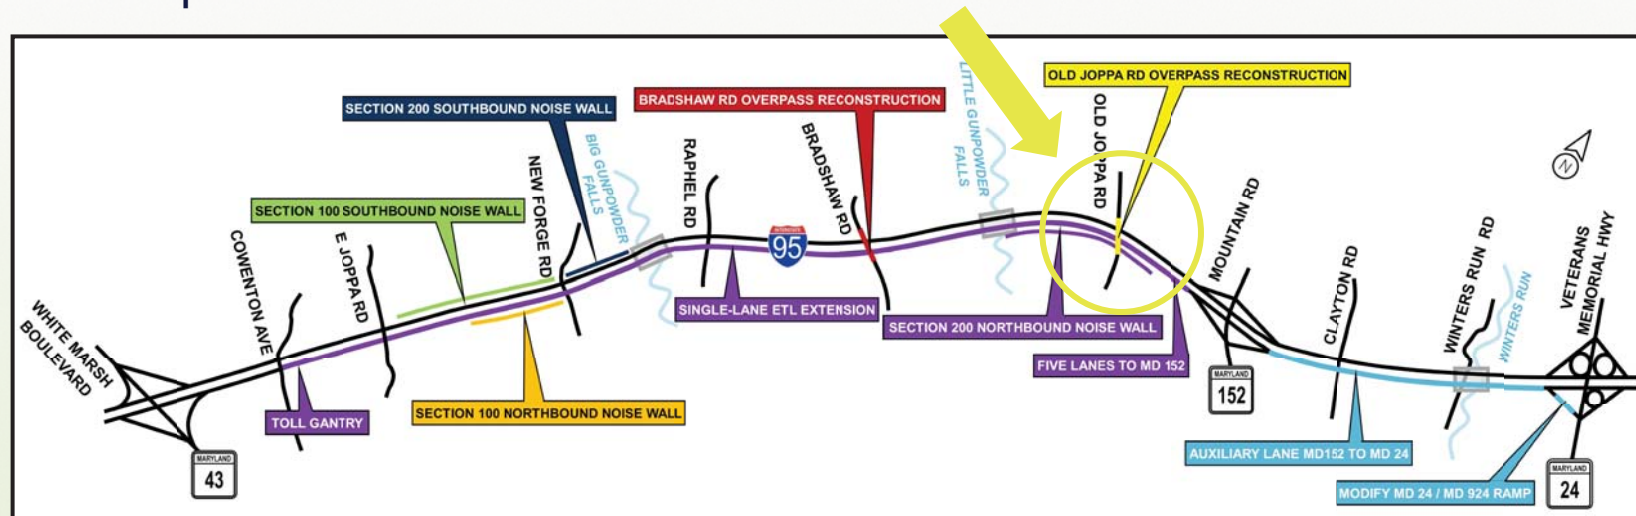 OLD JOPPA RD OVERPASS RECONSTRUCTION
BRADSHAW RD OVERPASS RECONSTRUCTION
SECTION 200 SOUTHBOUND NOISE WALL
LITTLE GUNPOWDER
FALLS
OLD JOPPA RD
BRADSHAW RD
RAPHEL RD
BIG GUNPOWDER
FALLS
NEW FORGE RD
N
SECTION 100 SOUTHBOUND NOISE WALL
E JOPPA RD
COWENTON AVE
INTERSTATE
95
MOUNTAIN RD
CLAYTON RD
WINTERS RUN RD
WINTERS RUN
VETERANS
MEMORIAL HWY
WHITE MARSH
BOULEVARD
SINGLE-LANE ETL EXTENSION
SECTION 200 NORTHBOUND NOISE WALL
FIVE LANES TO MD 152
MARYLAND
152
SECTION 100 NORTHBOUND NOISE WALL
TOLL GANTRY
AUXILIARY LANE MD152 TO MD 24
MARYLAND
43
MODIFY MD 24 / MD 924 RAMP
MARYLAND
24